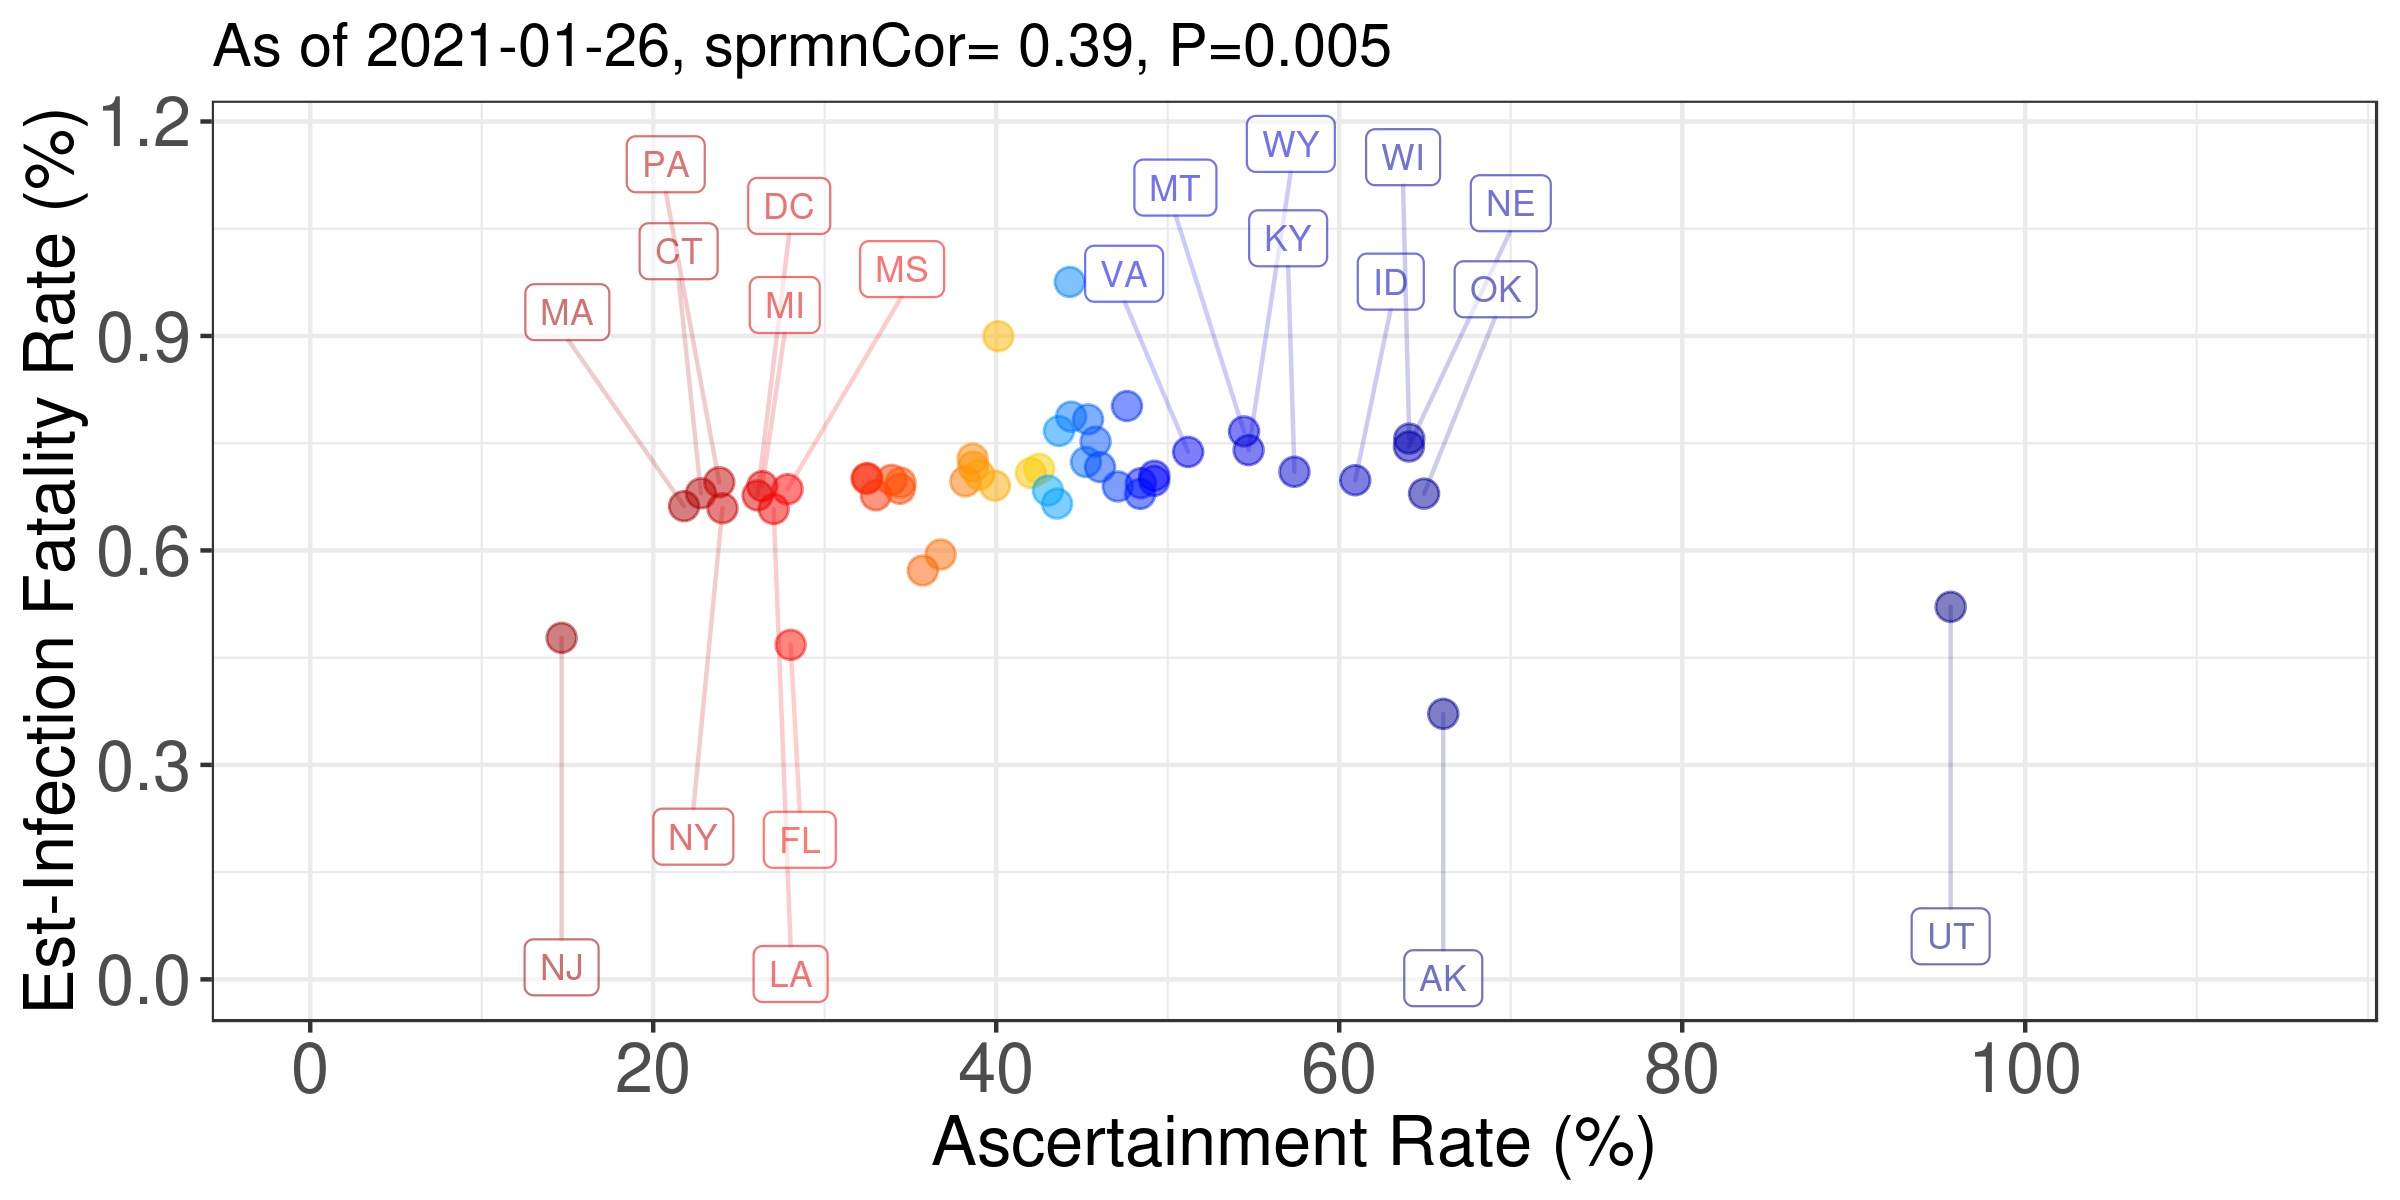 As of 2021-01-26, sprmnCor= 0.39, P=0.005
Est-Infection Fatality Rate (%)
1.2
0.9
0.6
0.3
0.0
PA
DC
CT
MS
MA
MI
WY
WI
MT
NE
KY
VA
ID
OK
NY
FL
NJ
LA
AK
UT
0
20
40
60
80
100
Ascertainment Rate (%)